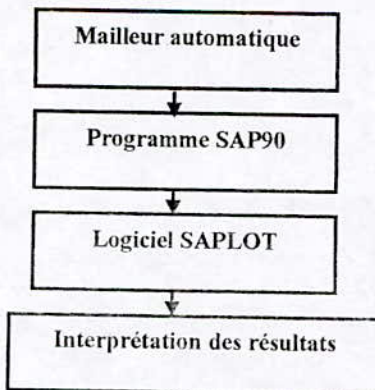 Mailleur automatique
Programme SAP90
Logiciel SAPLOT
Interprétation des résultats